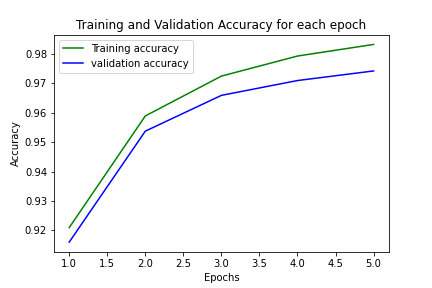 Training and Validation Accuracy for each epoch
Training accuracy
validation accuracy
Accuracy
0.98
0.97
0.96
0.95
0.94
0.93
0.92
1.0 1.5 2.0 2.5 3.0 3.5 4.0 4.5 5.0
Epochs